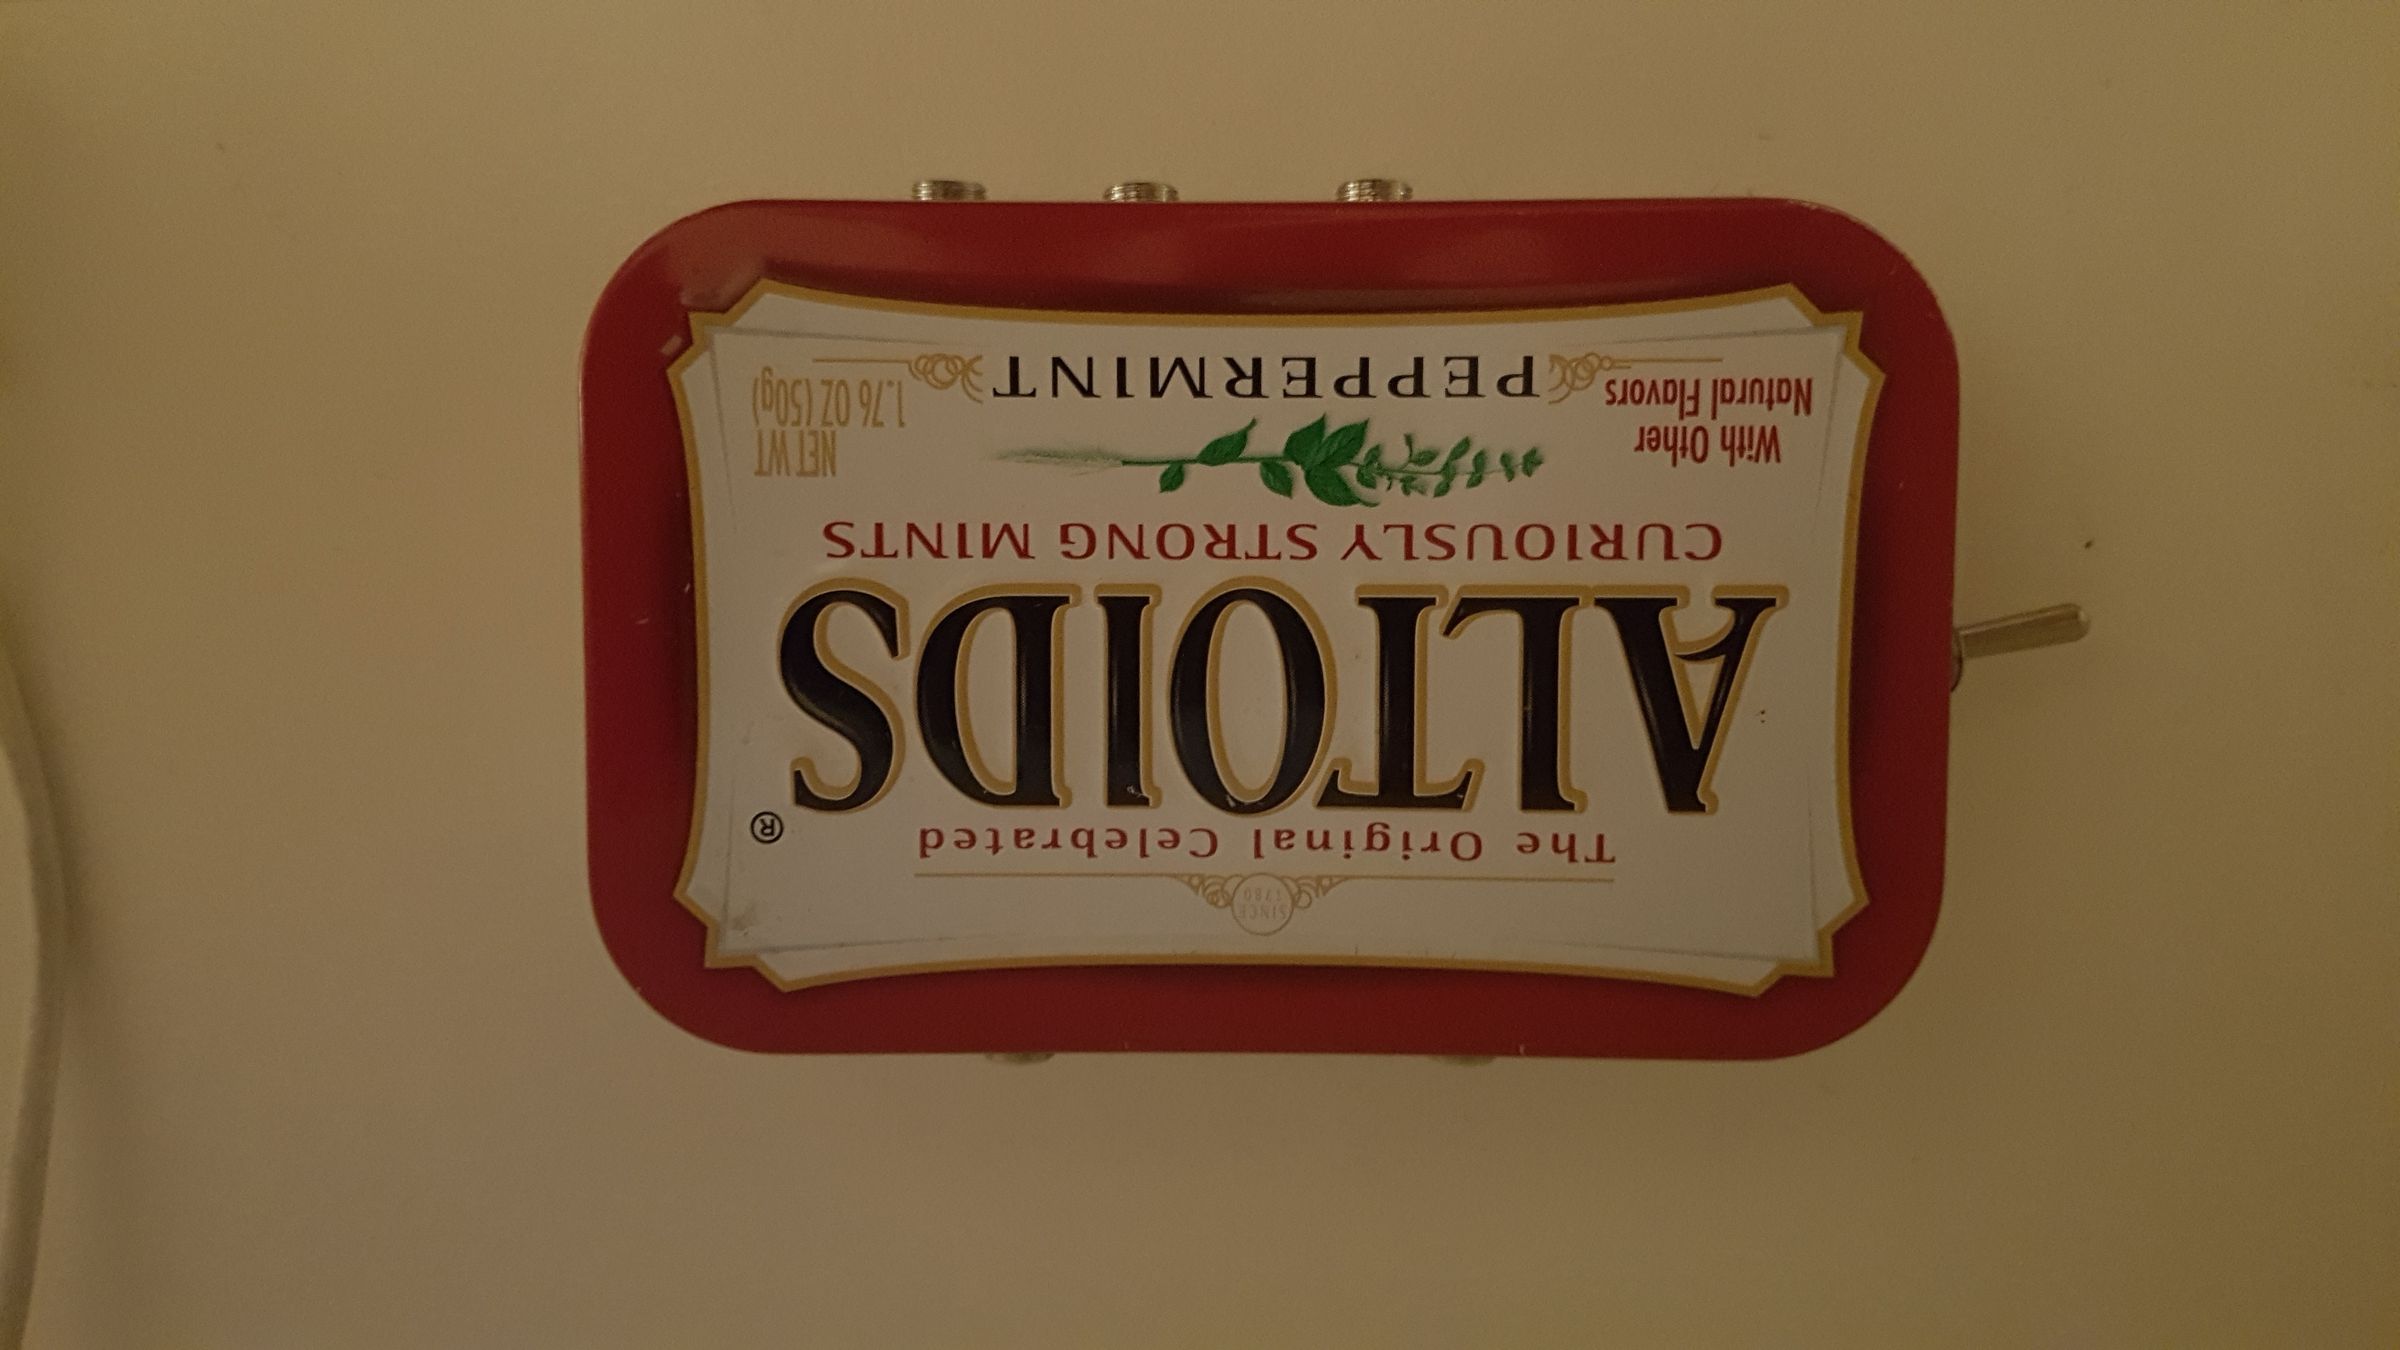 SINCE
1780
The Original Celebrated
ALTOIDS®
CURIOUSLY STRONG MINTS
With Other
Natural Flavors
PEPPERMINT
NET WT
1.76 OZ (50g)